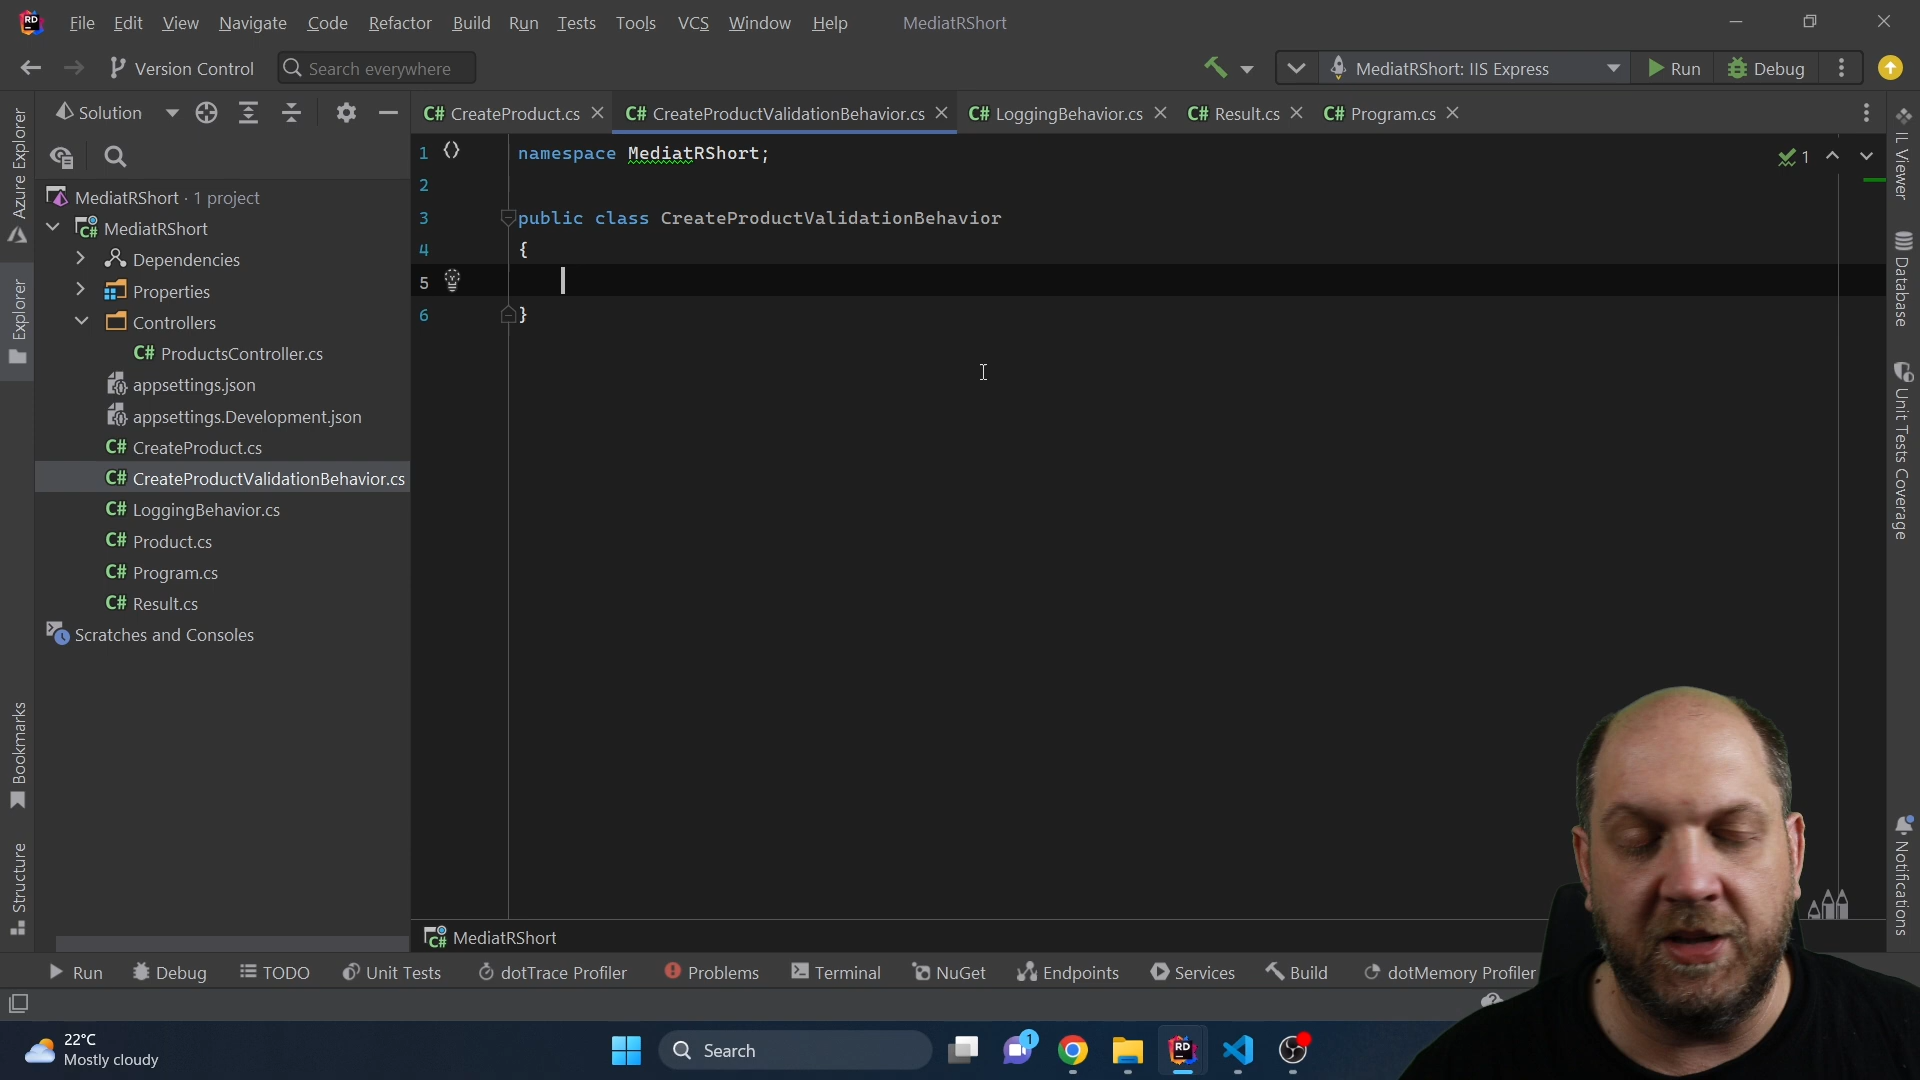 RD File Edit View Navigate Code Refactor Build Run Tests Tools VCS Window Help MediatRShort
Version Control Search everywhere MediatRShort: IIS Express Run Debug
Solution
C# CreateProduct.cs C# CreateProductValidationBehavior.cs C# LoggingBehavior.cs C# Result.cs C# Program.cs
Azure Explorer
Explorer
Bookmarks
Structure
MediatRShort · 1 project
C# MediatRShort
Dependencies
Properties
Controllers
C# ProductsController.cs
appsettings.json
appsettings.Development.json
C# CreateProduct.cs
C# CreateProductValidationBehavior.cs
C# LoggingBehavior.cs
C# Product.cs
C# Program.cs
C# Result.cs
Scratches and Consoles
1 namespace MediatRShort;
2
3 public class CreateProductValidationBehavior
4 {
5
6 }
1
IL Viewer
Database
Unit Tests Coverage
Notifications
C# MediatRShort
Run Debug TODO Unit Tests dotTrace Profiler Problems Terminal NuGet Endpoints Services Build dotMemory Profiler
22°C
Mostly cloudy
Search
1
RD